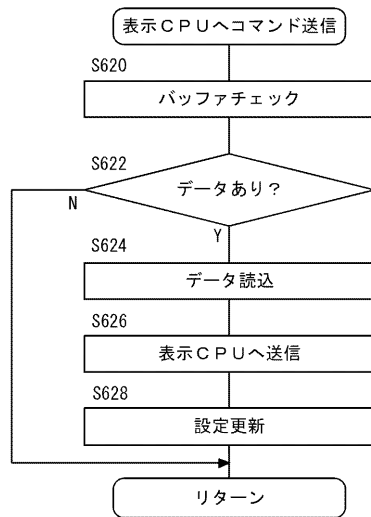 表示ＣＰＵへコマンド送信
S620
バッファチェック
S622
データあり？
N
Y
S624
データ読込
S626
表示ＣＰＵへ送信
S628
設定更新
リターン